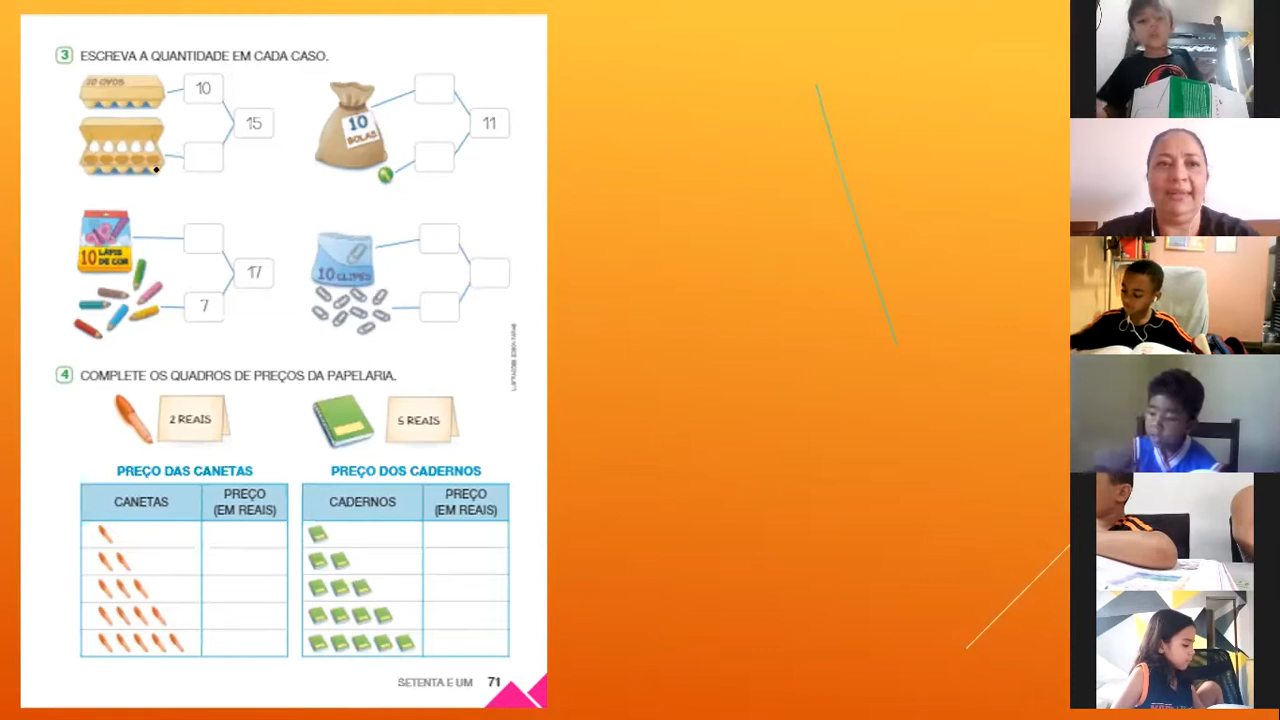 3 ESCREVA A QUANTIDADE EM CADA CASO.
10 OVOS
10
15
10
BOLAS
11
10 LÁPIS
DE COR
17
7
10 CLIPES
4 COMPLETE OS QUADROS DE PREÇOS DA PAPELARIA.
2 REAIS
5 REAIS
PREÇO DAS CANETAS
CANETAS PREÇO
(EM REAIS)
PREÇO DOS CADERNOS
CADERNOS PREÇO
(EM REAIS)
SETENTA E UM 71